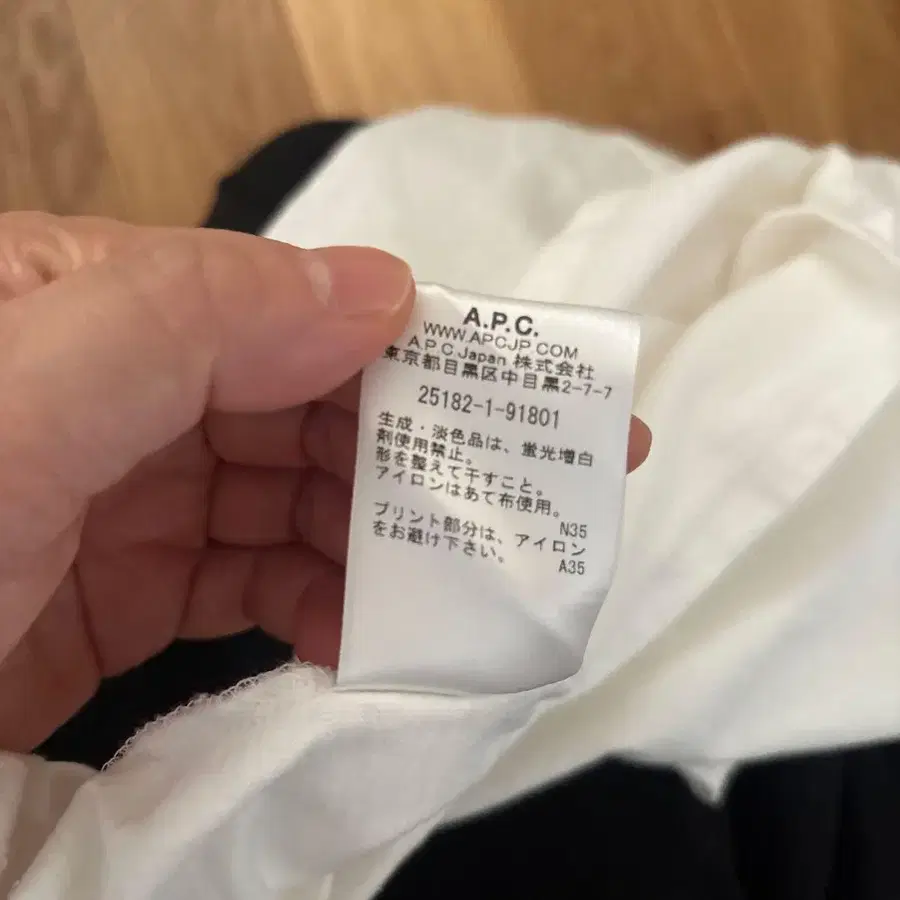 A.P.C.
WWW.APCJP.COM
A.P.C Japan 株式会社
東京都目黒区中目黒2-7-7
25182-1-91801
生成・淡色品は、蛍光増白
剤使用禁止。
形を整えて干すこと。
アイロンはあて布使用。
N35
プリント部分は、アイロン
をお避け下さい。
A35